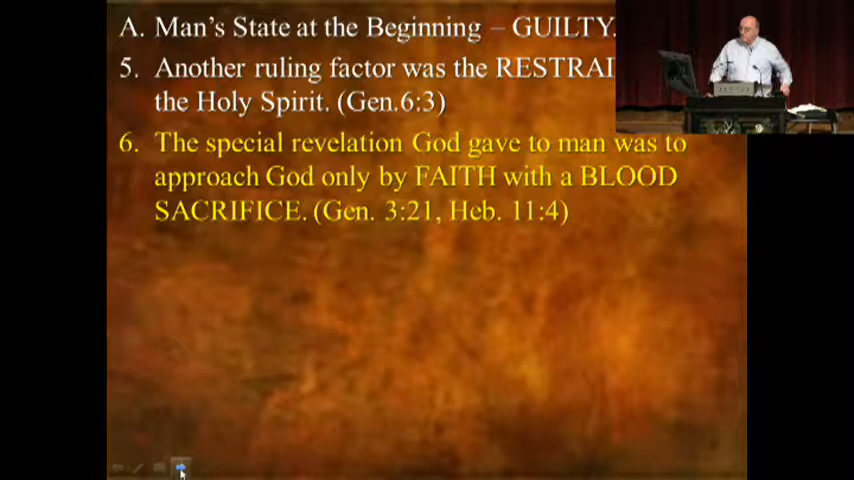 A. Man's State at the Beginning – GUILTY.
5. Another ruling factor was the
the Holy Spirit. (Gen.6:3)
6. The special revelation God gave to man was to
approach God only by FAITH with a BLOOD
SACRIFICE. (Gen. 3:21, Heb. 11:4)